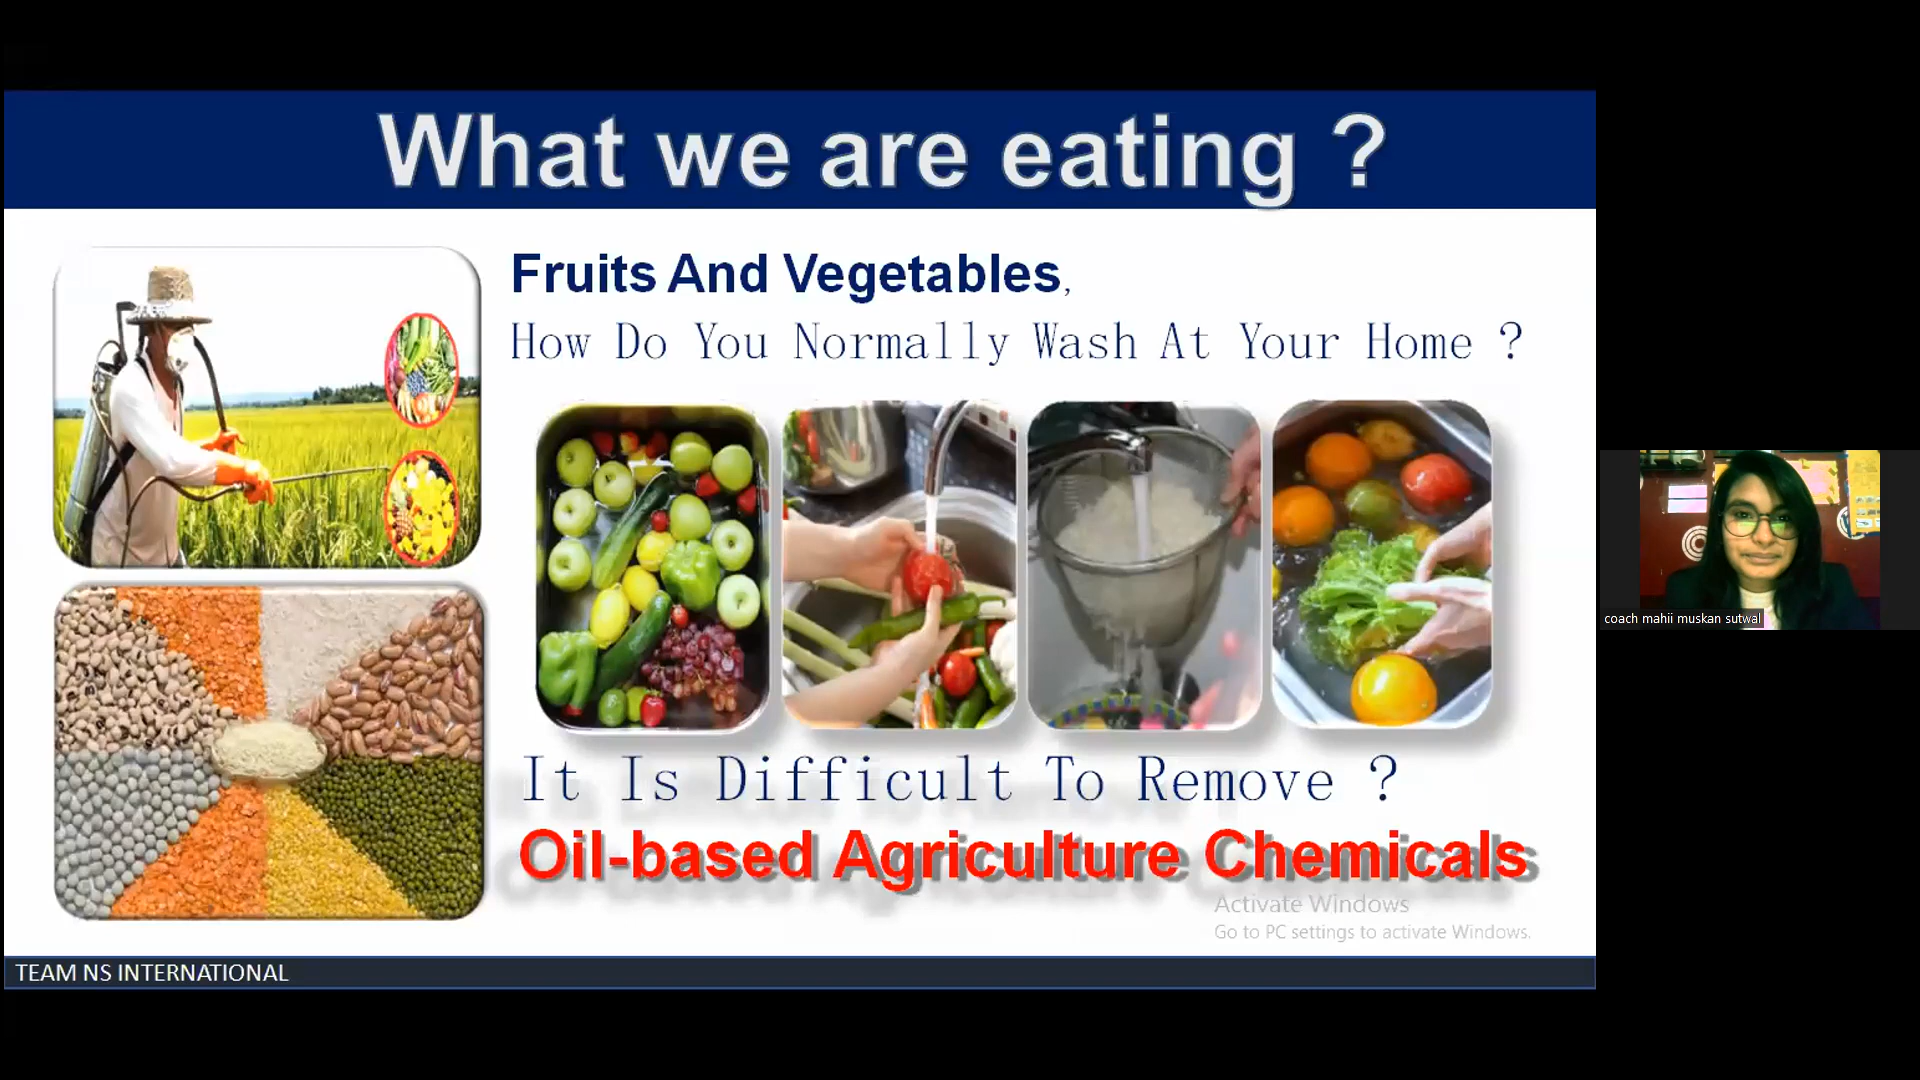 What we are eating ?
Fruits And Vegetables,
How Do You Normally Wash At Your Home ?
It Is Difficult To Remove ?
Oil-based Agriculture Chemicals
Activate Windows
Go to PC settings to activate Windows.
TEAM NS INTERNATIONAL
coach mahii muskan sutwal